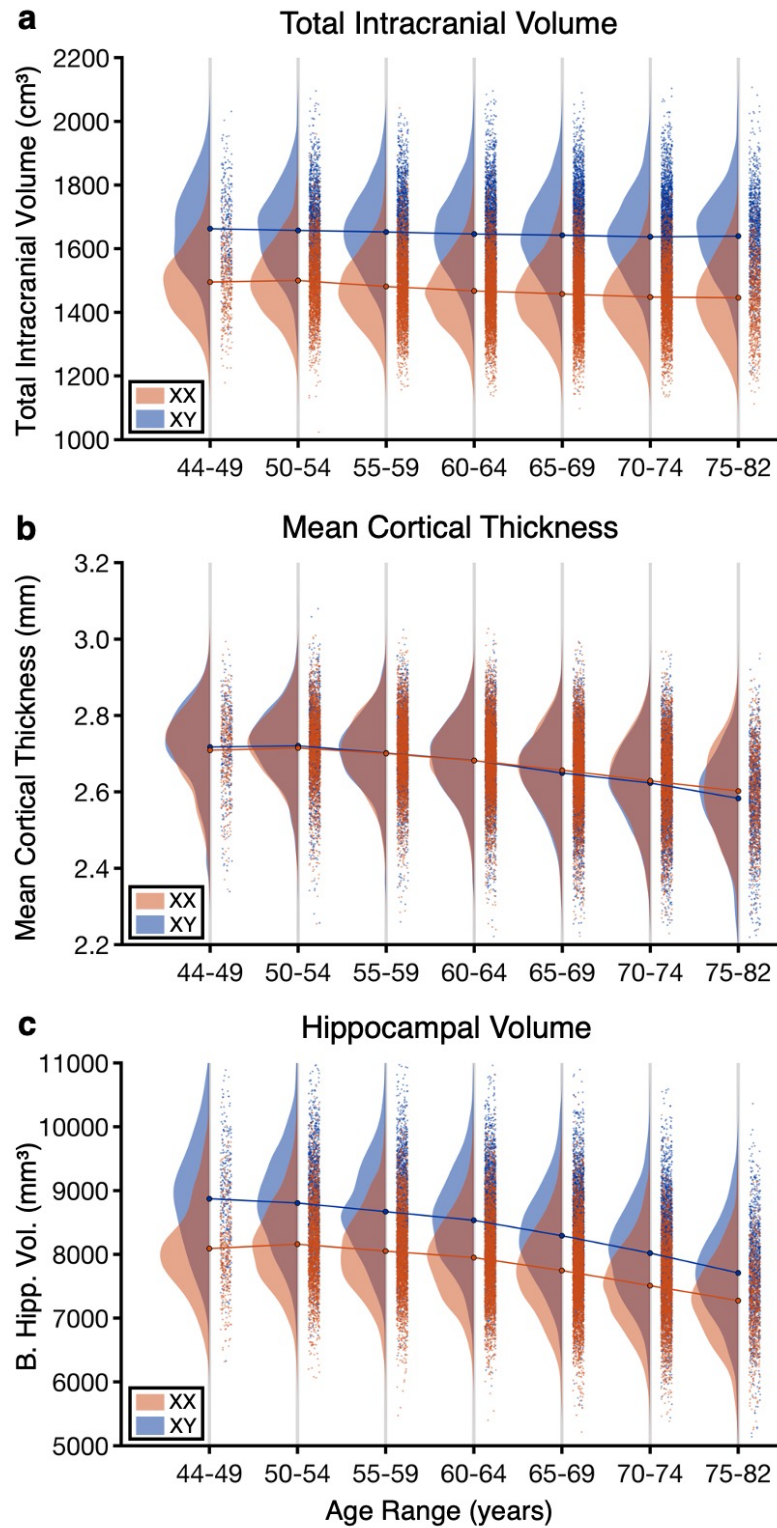 a
Total Intracranial Volume
Total Intracranial Volume (cm³)
2200
2000
1800
1600
1400
1200
1000
XX
XY
44-49 50-54 55-59 60-64 65-69 70-74 75-82
b
Mean Cortical Thickness
Mean Cortical Thickness (mm)
3.2
3.0
2.8
2.6
2.4
2.2
XX
XY
44-49 50-54 55-59 60-64 65-69 70-74 75-82
c
Hippocampal Volume
B. Hipp. Vol. (mm³)
11000
10000
9000
8000
7000
6000
5000
XX
XY
44-49 50-54 55-59 60-64 65-69 70-74 75-82
Age Range (years)